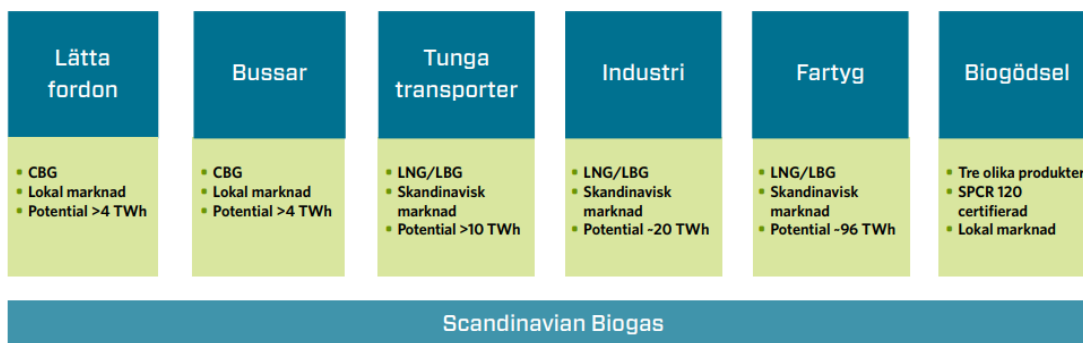 Lätta
fordon
• CBG
• Lokal marknad
• Potential >4 TWh
Bussar
• CBG
• Lokal marknad
• Potential >4 TWh
Tunga
transporter
• LNG/LBG
• Skandinavisk
marknad
• Potential >10 TWh
Industri
• LNG/LBG
• Skandinavisk
marknad
• Potential ~20 TWh
Fartyg
• LNG/LBG
• Skandinavisk
marknad
• Potential ~96 TWh
Biogödsel
• Tre olika produkter
• SPCR 120
certifierad
• Lokal marknad
Scandinavian Biogas